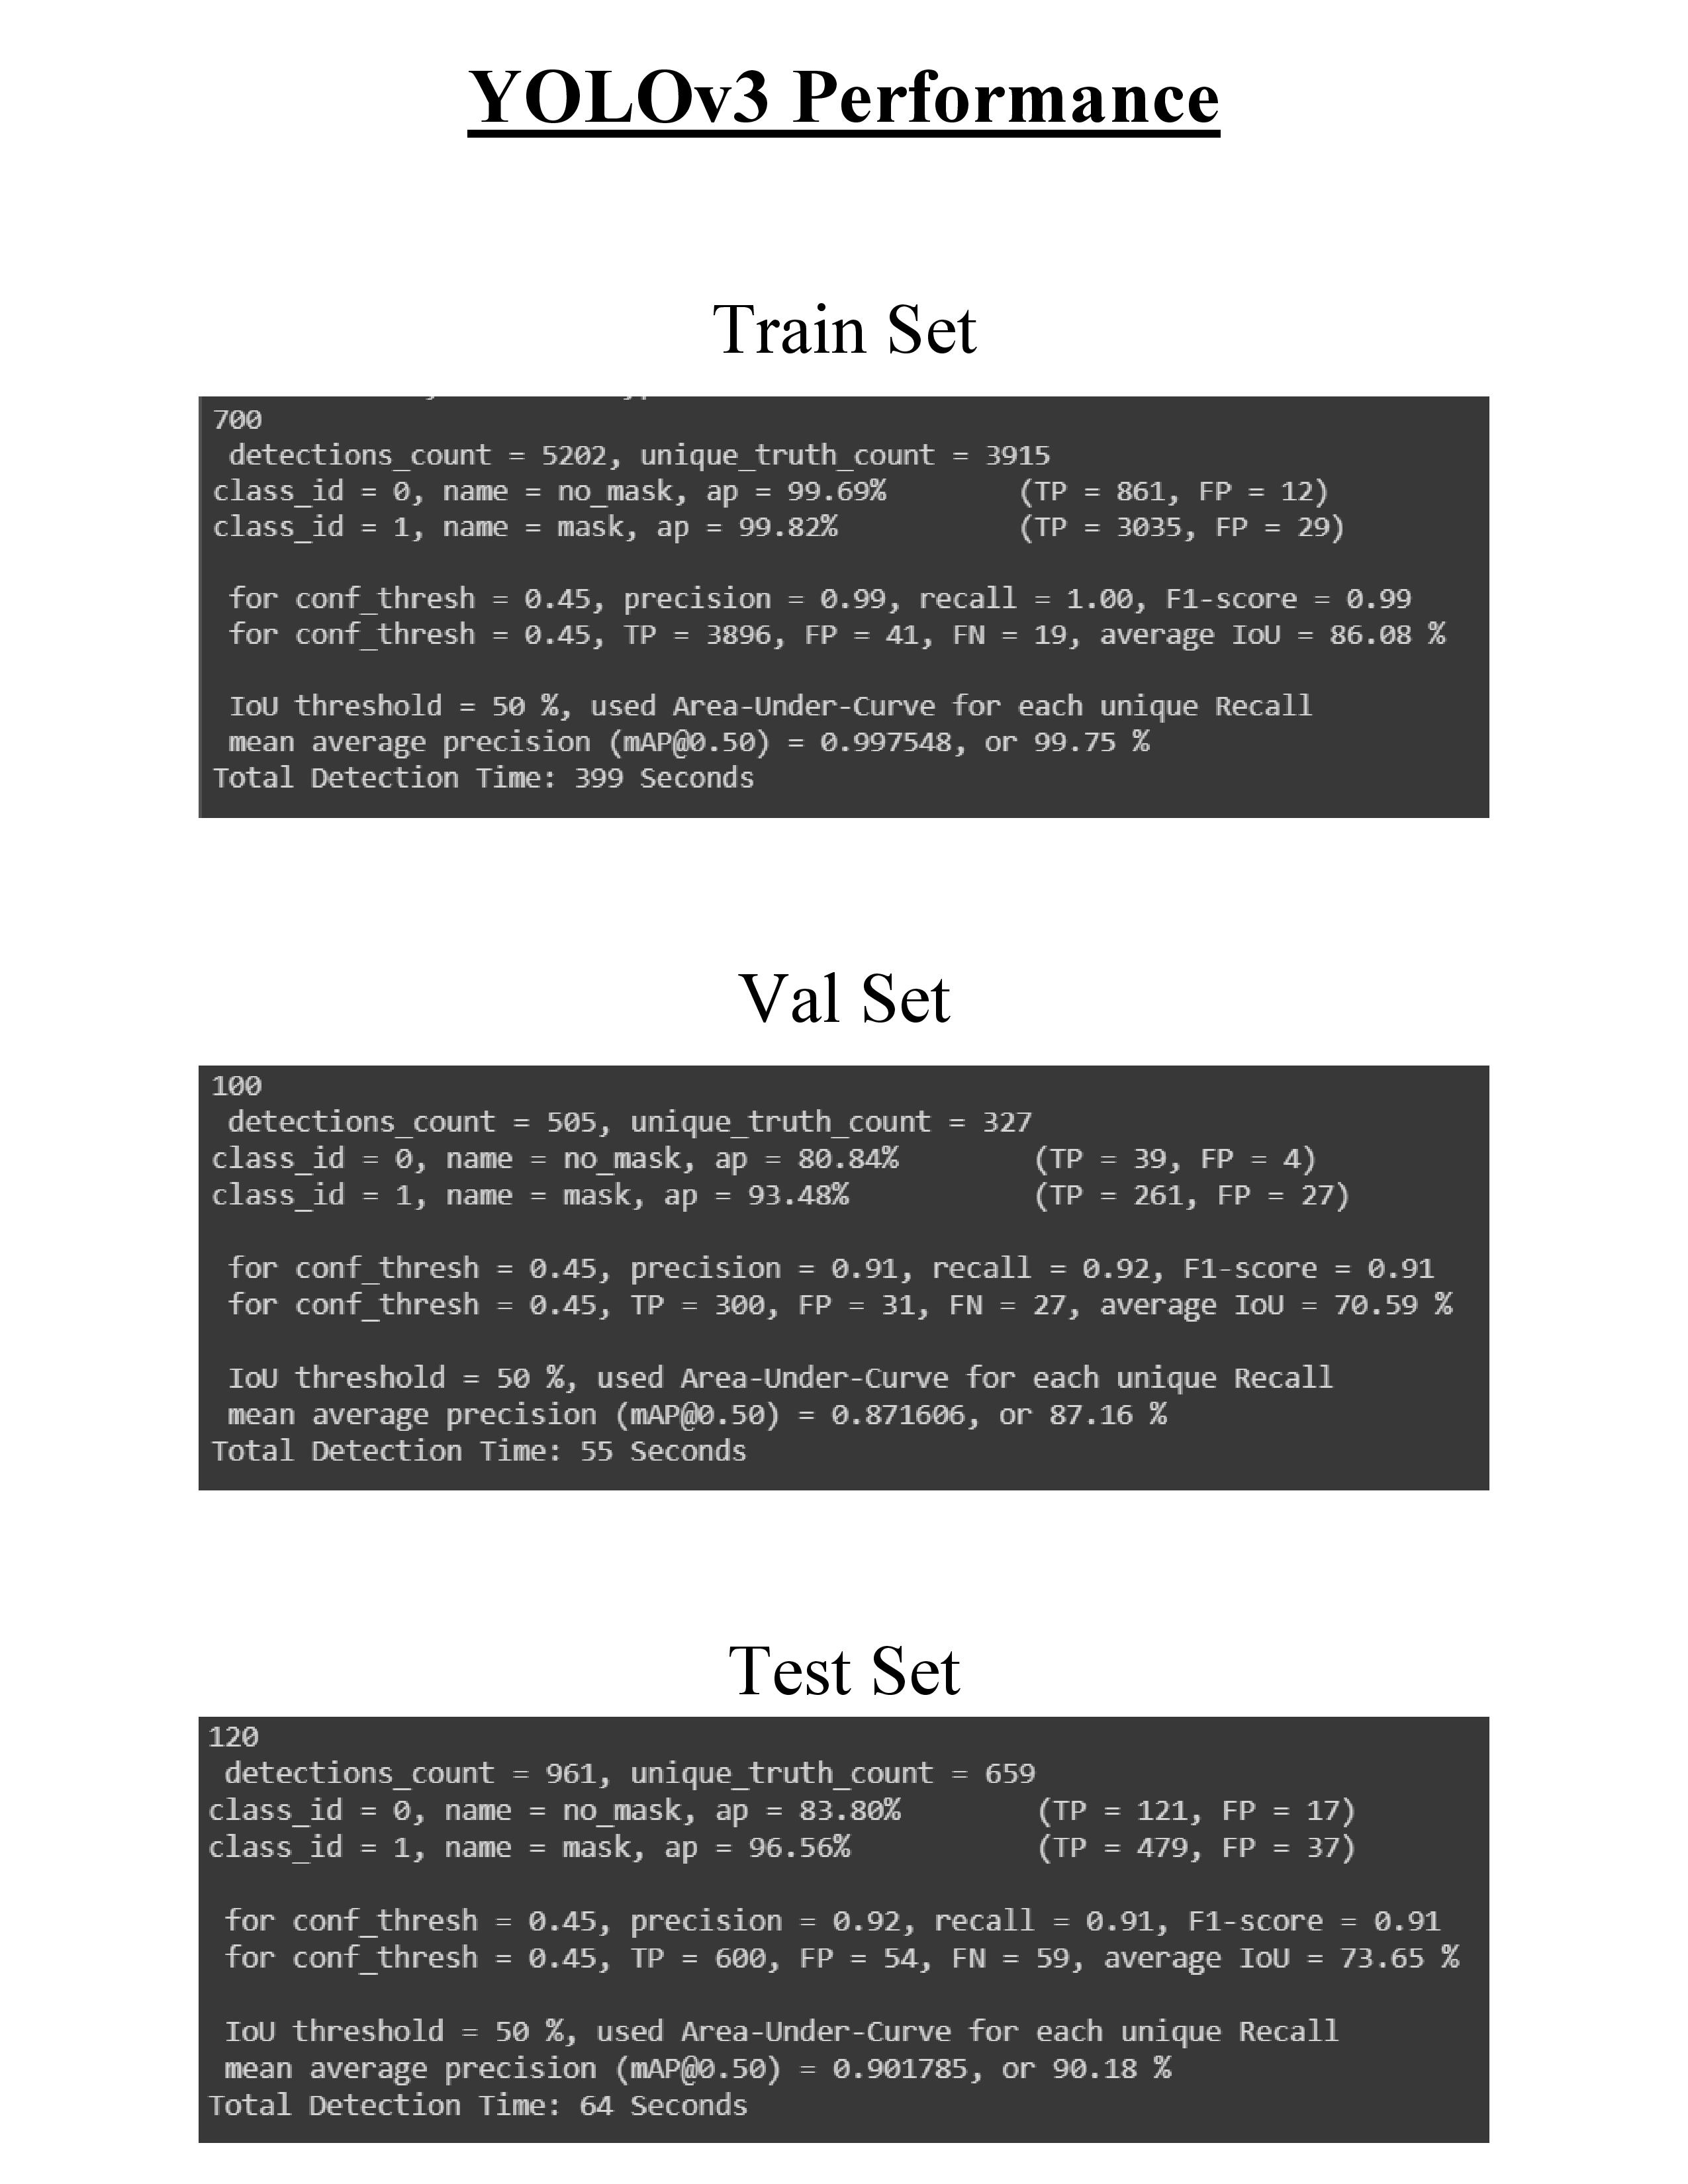 YOLOv3 Performance
Train Set
700
detections_count = 5202, unique_truth_count = 3915
class_id = 0, name = no_mask, ap = 99.69% (TP = 861, FP = 12)
class_id = 1, name = mask, ap = 99.82% (TP = 3035, FP = 29)
for conf_thresh = 0.45, precision = 0.99, recall = 1.00, F1-score = 0.99
for conf_thresh = 0.45, TP = 3896, FP = 41, FN = 19, average IoU = 86.08 %
IoU threshold = 50 %, used Area-Under-Curve for each unique Recall
mean average precision (mAP@0.50) = 0.997548, or 99.75 %
Total Detection Time: 399 Seconds
Val Set
100
detections_count = 505, unique_truth_count = 327
class_id = 0, name = no_mask, ap = 80.84% (TP = 39, FP = 4)
class_id = 1, name = mask, ap = 93.48% (TP = 261, FP = 27)
for conf_thresh = 0.45, precision = 0.91, recall = 0.92, F1-score = 0.91
for conf_thresh = 0.45, TP = 300, FP = 31, FN = 27, average IoU = 70.59 %
IoU threshold = 50 %, used Area-Under-Curve for each unique Recall
mean average precision (mAP@0.50) = 0.871606, or 87.16 %
Total Detection Time: 55 Seconds
Test Set
120
detections_count = 961, unique_truth_count = 659
class_id = 0, name = no_mask, ap = 83.80% (TP = 121, FP = 17)
class_id = 1, name = mask, ap = 96.56% (TP = 479, FP = 37)
for conf_thresh = 0.45, precision = 0.92, recall = 0.91, F1-score = 0.91
for conf_thresh = 0.45, TP = 600, FP = 54, FN = 59, average IoU = 73.65 %
IoU threshold = 50 %, used Area-Under-Curve for each unique Recall
mean average precision (mAP@0.50) = 0.901785, or 90.18 %
Total Detection Time: 64 Seconds